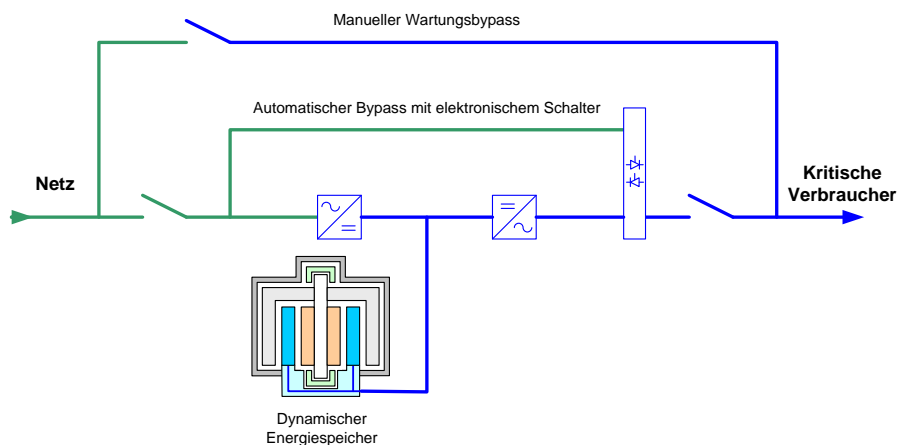 Manueller Wartungsbypass
Automatischer Bypass mit elektronischem Schalter
Netz
Kritische
Verbraucher
Dynamischer
Energiespeicher